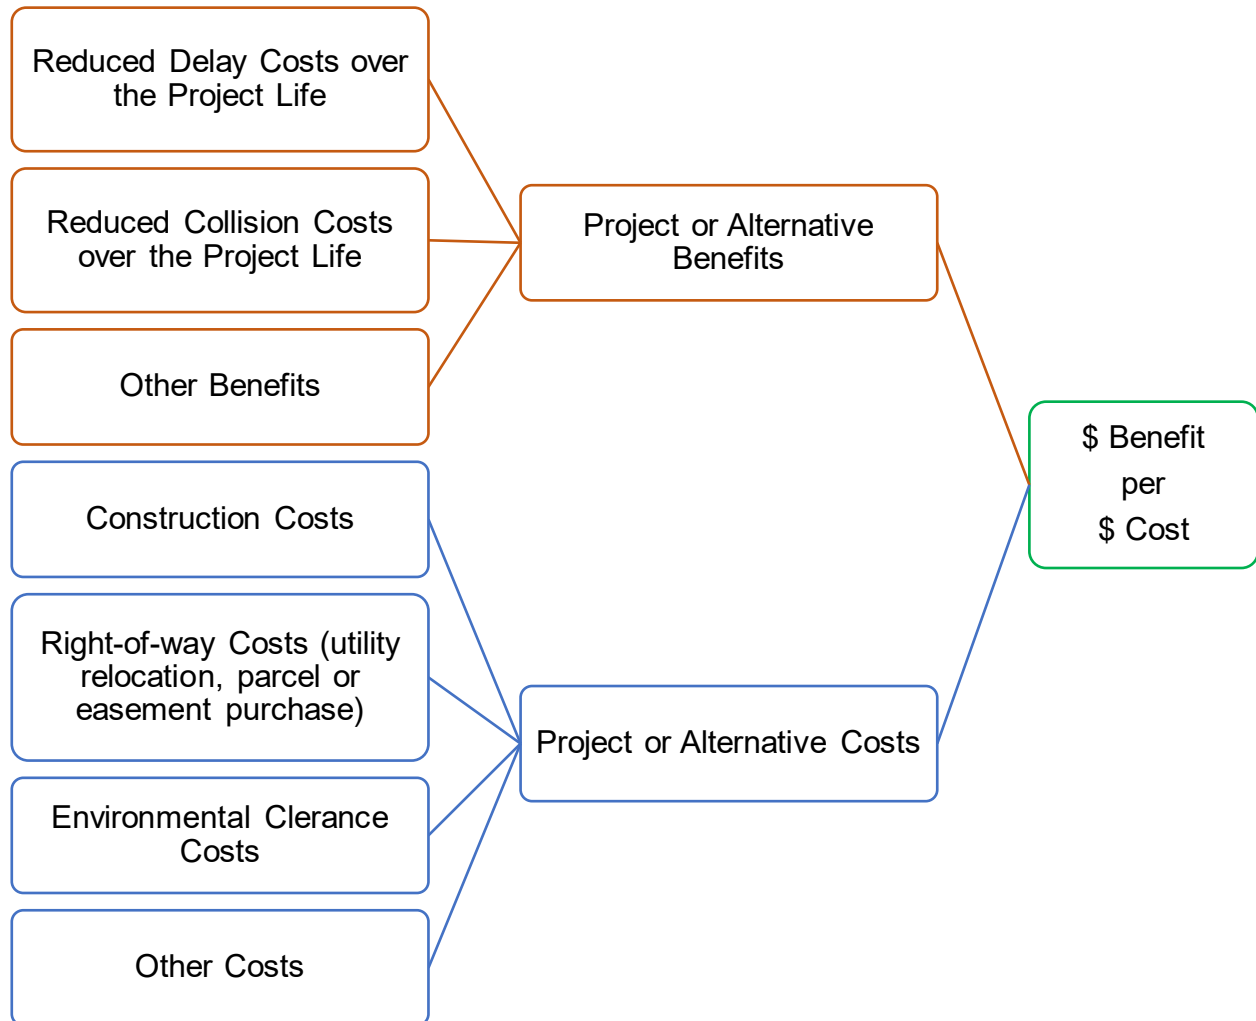 Reduced Delay Costs over
the Project Life
Reduced Collision Costs
over the Project Life
Other Benefits
Construction Costs
Right-of-way Costs (utility
relocation, parcel or
easement purchase)
Environmental Clerance
Costs
Other Costs
Project or Alternative
Benefits
Project or Alternative Costs
$ Benefit
per
$ Cost